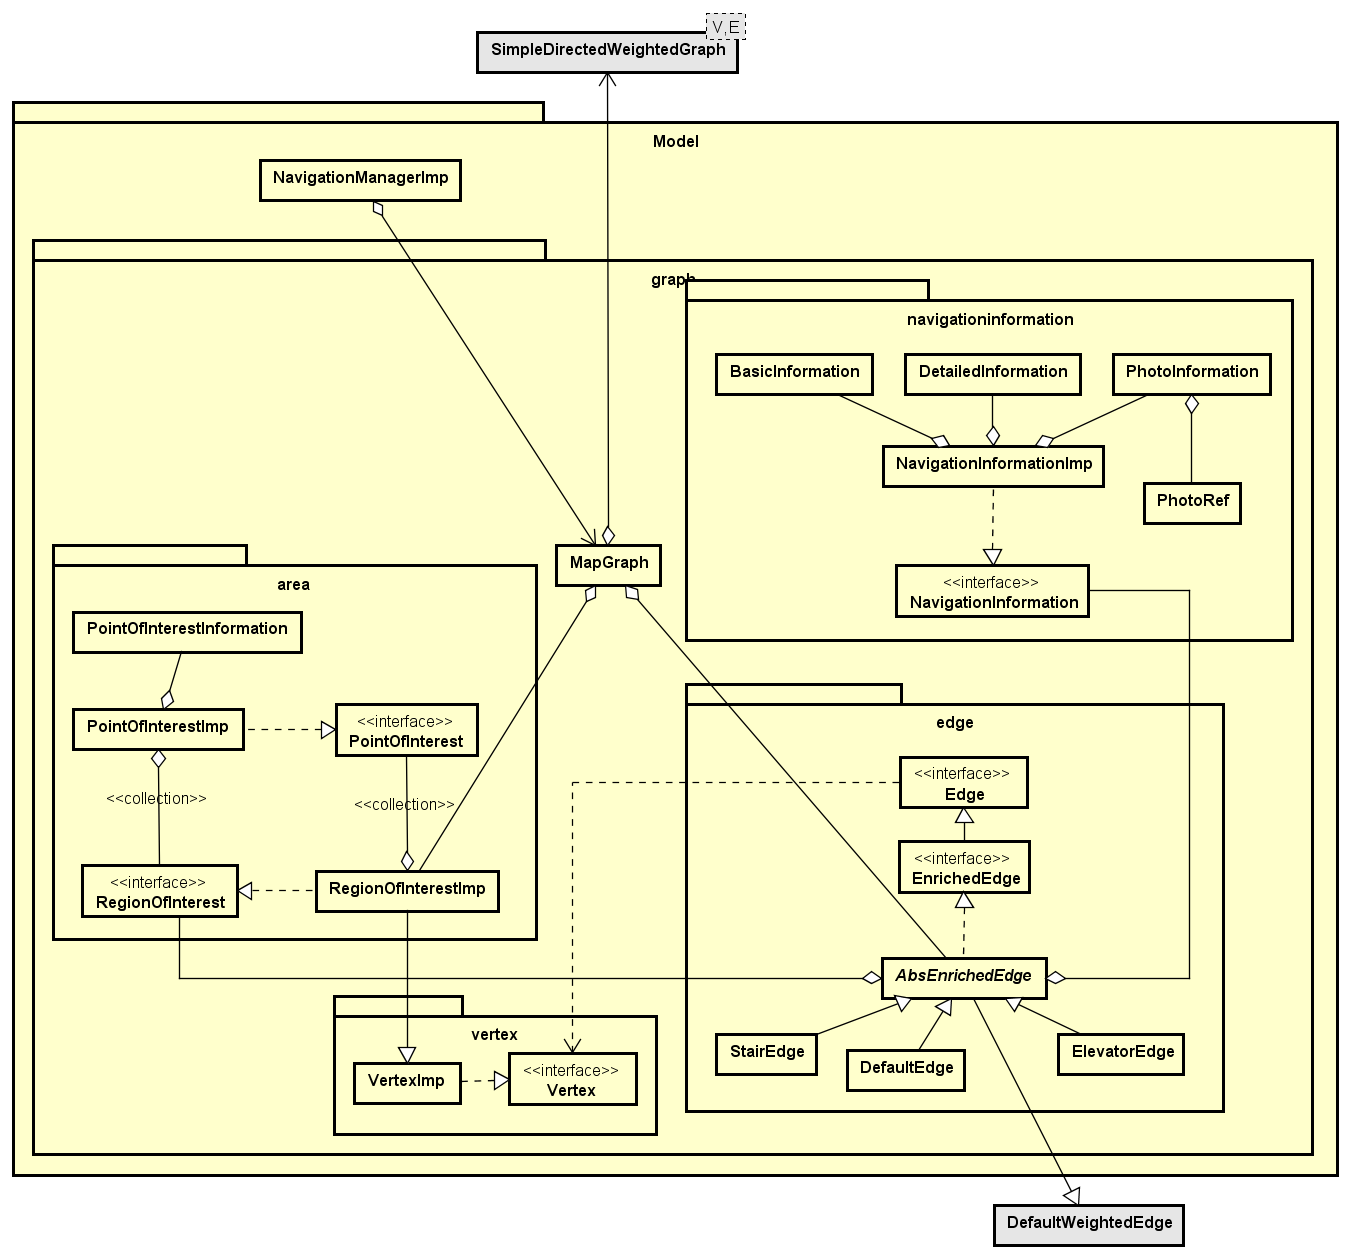 V,E
SimpleDirectedWeightedGraph
Model
NavigationManagerImp
graph
navigationinformation
BasicInformation
DetailedInformation
PhotoInformation
NavigationInformationImp
PhotoRef
MapGraph
<<interface>>
NavigationInformation
area
PointOfInterestInformation
PointOfInterestImp
<<interface>>
PointOfInterest
<<collection>>
<<collection>>
<<interface>>
RegionOfInterest
RegionOfInterestImp
edge
<<interface>>
Edge
<<interface>>
EnrichedEdge
AbsEnrichedEdge
StairEdge
DefaultEdge
ElevatorEdge
vertex
VertexImp
<<interface>>
Vertex
DefaultWeightedEdge